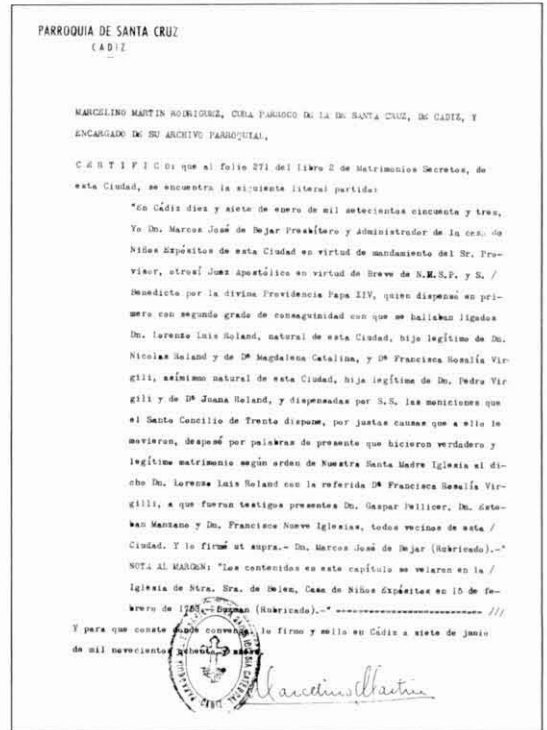 PARROQUIA DE SANTA CRUZ
CADIZ
MARCELINO MARTIN RODRIGUEZ, CURA PARROCO DE LA DE SANTA CRUZ, DE CADIZ, Y
ENCARGADO DE SU ARCHIVO PARROQUIAL,
C E R T I F I C O: que al folio 271 del Libro 2 de Matrimonios Secretos, de
esta Ciudad, se encuentra la siguiente literal partida:
"En Cádiz diez y siete de enero de mil setecientos cincuenta y tres,
Yo Dn. Marcos José de Bejar Presbítero y Administrador de la casa de
Niños Expósitos de esta Ciudad en virtud de mandamiento del Sr. Pro-
visor, otrosí Juez Apostólico en virtud de Breve de N.M.S.P. y S. /
Benedicto por la divina Providencia Papa XIV, quien dispensó en pri-
mero con segundo grado de consaguinidad con que se hallaban ligados
Dn. Lorenzo Luis Roland, natural de esta Ciudad, hijo legítimo de Dn.
Nicolas Roland y de Dª Magdalena Catalina, y Dª Francisca Rosalía Vir-
gili, asimismo natural de esta Ciudad, hija legítima de Dn. Pedro Vir
gili y de Dª Juana Roland, y dispensadas por S.S. las moniciones que
el Santo Concilio de Trento dispone, por justas causas que a ello le
movieron, despasé por palabras de presente que hicieron verdadero y
legítimo matrimonio según orden de Nuestra Santa Madre Iglesia al di-
cho Dn. Lorenzo Luis Roland con la referida Dª Francisca Rosalía Vir-
gilli, a que fueran testigos presentes Dn. Gaspar Pellicer, Dn. Este-
ban Manzano y Dn. Francisco Nueve Iglesias, todos vecinos de esta /
Ciudad. Y lo firmé ut supra.- Dn. Marcos José de Bejar (Rubricado).-"
NOTA AL MARGEN: "Los contenidos en este capítulo se velaron en la /
Iglesia de Ntra. Sra. de Belem, Casa de Niños Expósitos en 15 de fe-
brero de 1753.- Guzman (Rubricado).-" ------------------ ///
Y para que conste donde convenga, lo firmo y sello en Cádiz a siete de junio
de mil novecientos ochenta y nueve.
Marcelino Martin